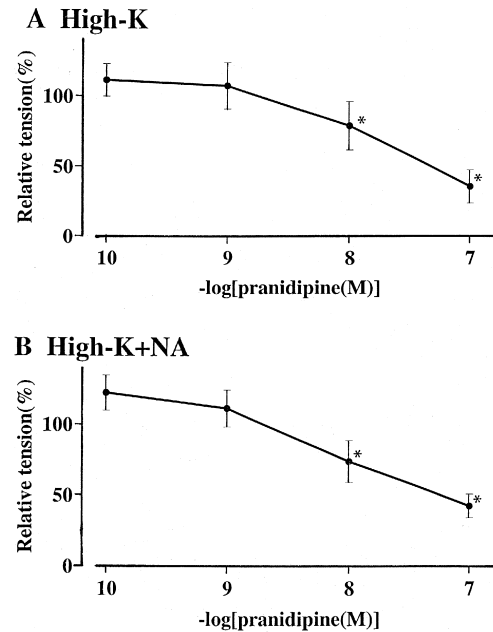 A High-K
Relative tension(%)
100
50
0
10 9 8 7
*
*
-log[pranidipine(M)]
B High-K+NA
Relative tension(%)
100
50
0
10 9 8 7
*
*
-log[pranidipine(M)]